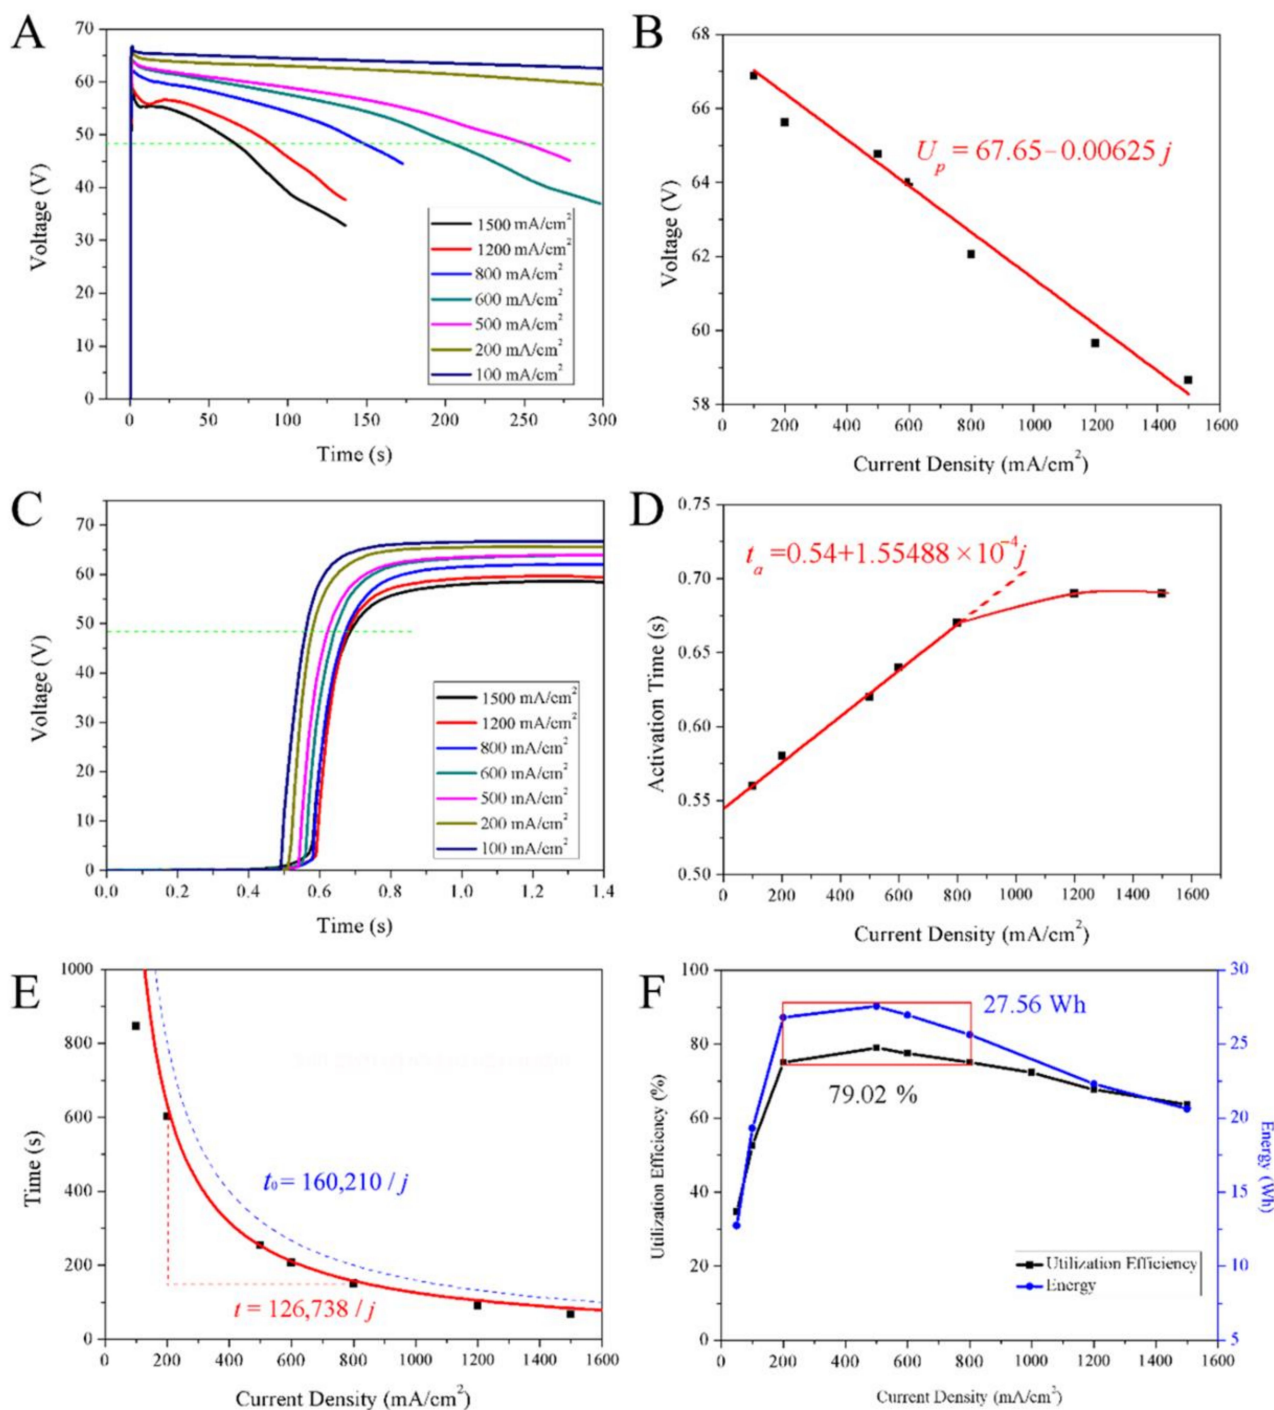 A
70
60
50
40
30
20
10
0
Voltage (V)
1500 mA/cm²
1200 mA/cm²
800 mA/cm²
600 mA/cm²
500 mA/cm²
200 mA/cm²
100 mA/cm²
0 50 100 150 200 250 300
Time (s)
B
68
66
64
62
60
58
Voltage (V)
U_p = 67.65−0.00625 j
0 200 400 600 800 1000 1200 1400 1600
Current Density (mA/cm²)
C
70
60
50
40
30
20
10
0
Voltage (V)
1500 mA/cm²
1200 mA/cm²
800 mA/cm²
600 mA/cm²
500 mA/cm²
200 mA/cm²
100 mA/cm²
0.0 0.2 0.4 0.6 0.8 1.0 1.2 1.4
Time (s)
D
0.75
0.70
0.65
0.60
0.55
0.50
Activation Time (s)
t_a =0.54+1.55488 ×10⁻⁴j
0 200 400 600 800 1000 1200 1400 1600
Current Density (mA/cm²)
E
1000
800
600
400
200
0
Time (s)
t₀ = 160,210 / j
t = 126,738 / j
0 200 400 600 800 1000 1200 1400 1600
Current Density (mA/cm²)
F
100
80
60
40
20
0
Utilization Efficiency (%)
27.56 Wh
79.02 %
Utilization Efficiency
Energy
30
25
20
15
10
5
Energy (Wh)
0 200 400 600 800 1000 1200 1400 1600
Current Density (mA/cm²)